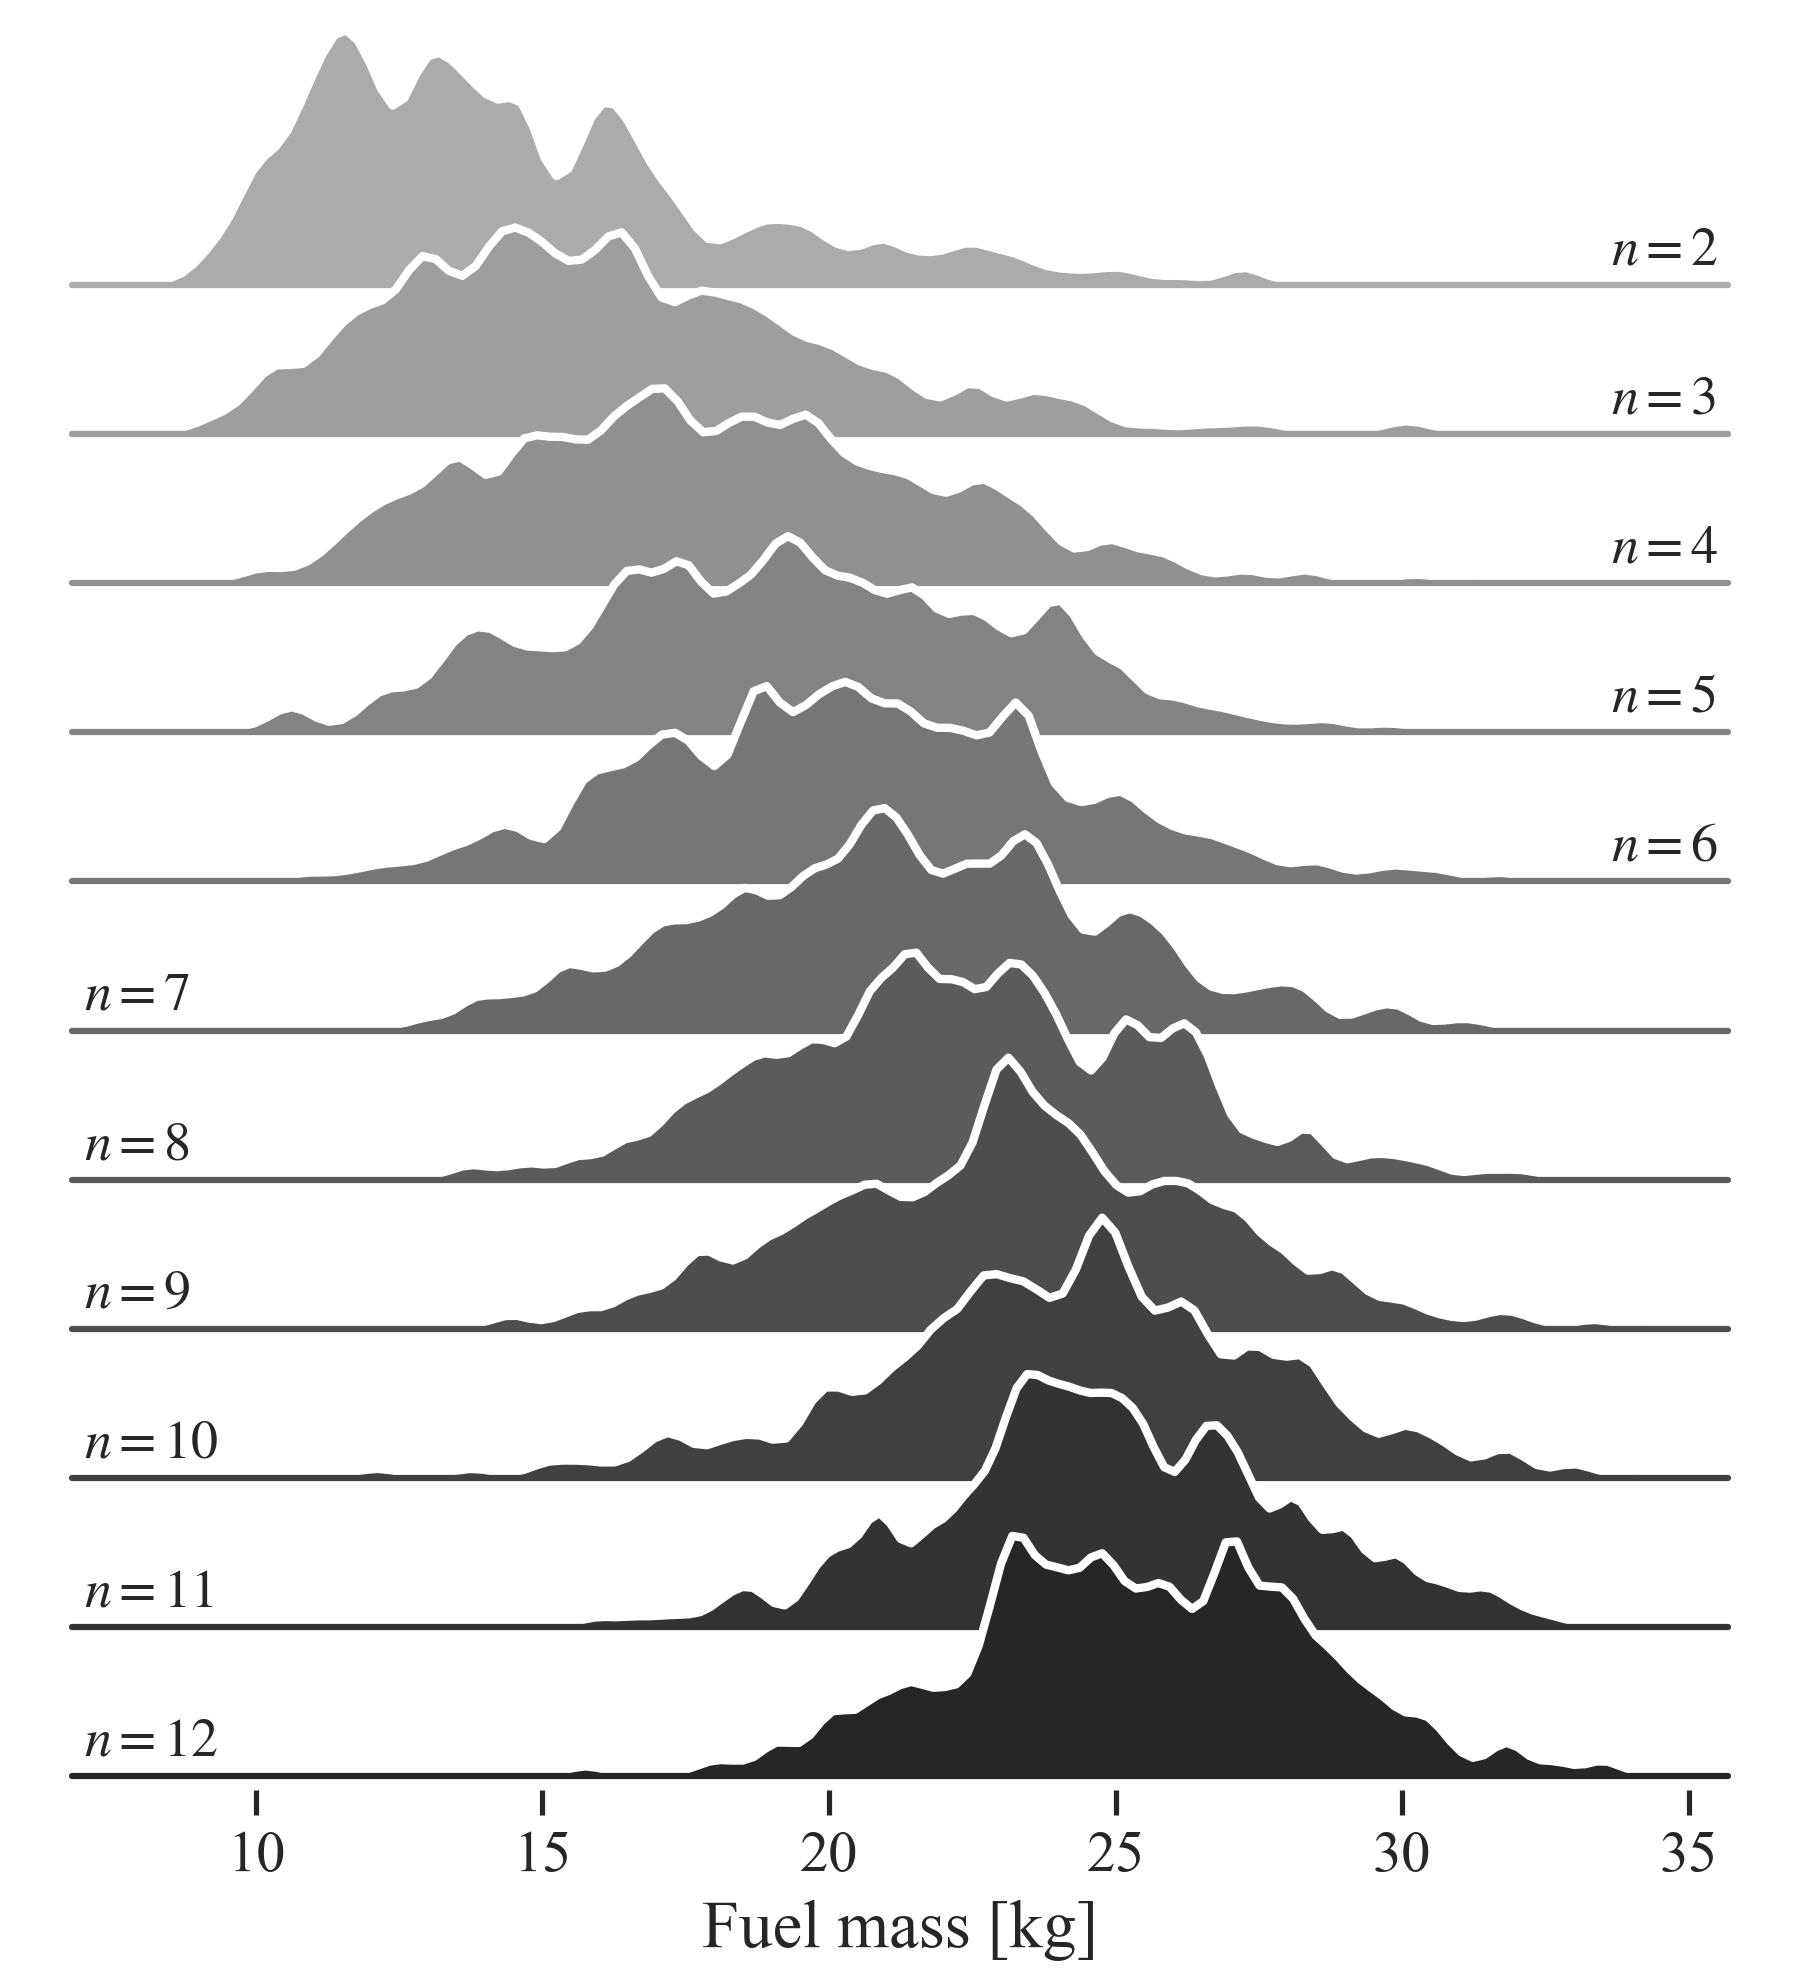 n = 2
n = 3
n = 4
n = 5
n = 6
n = 7
n = 8
n = 9
n = 10
n = 11
n = 12
10 15 20 25 30 35
Fuel mass [kg]